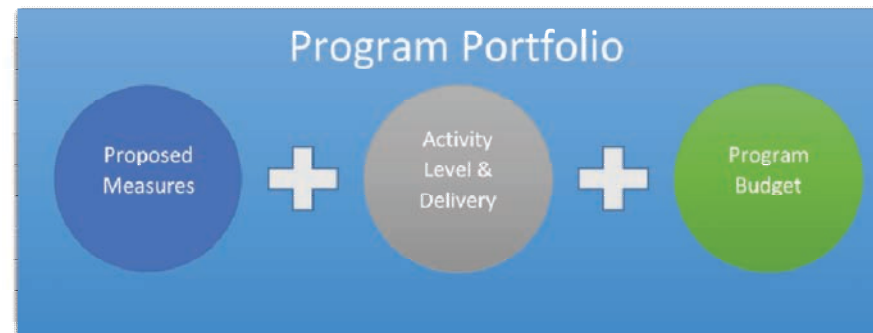 Program Portfolio
Proposed
Measures
Activity
Level &
Delivery
Program
Budget